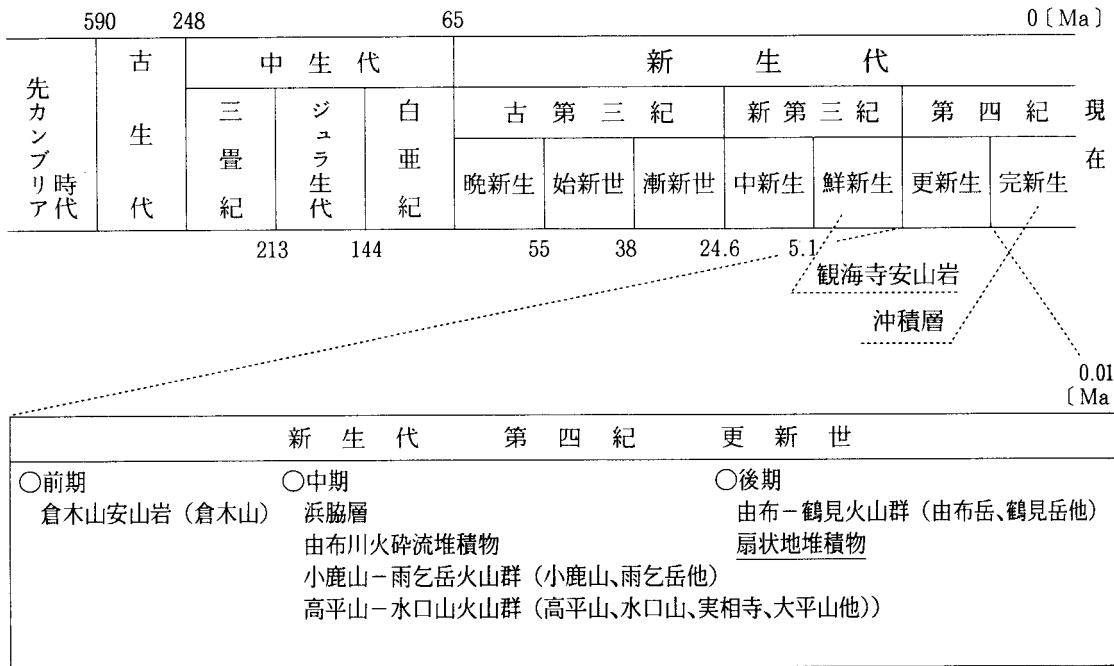 590 248 65 0〔Ma〕
先カンブリア時代 古生代 中生代 新生代 現在
三畳紀 ジュラ生代 白亜紀 古第三紀 新第三紀 第四紀
晩新生 始新世 漸新世 中新生 鮮新生 更新生 完新生
213 144 55 38 24.6 5.1
観海寺安山岩
沖積層
0.01
〔Ma
新生代 第四紀 更新世
○前期 ○中期 ○後期
倉木山安山岩（倉木山） 浜脇層 由布－鶴見火山群（由布岳、鶴見岳他）
由布川火砕流堆積物 扇状地堆積物
小鹿山－雨乞岳火山群（小鹿山、雨乞岳他）
高平山－水口山火山群（高平山、水口山、実相寺、大平山他））